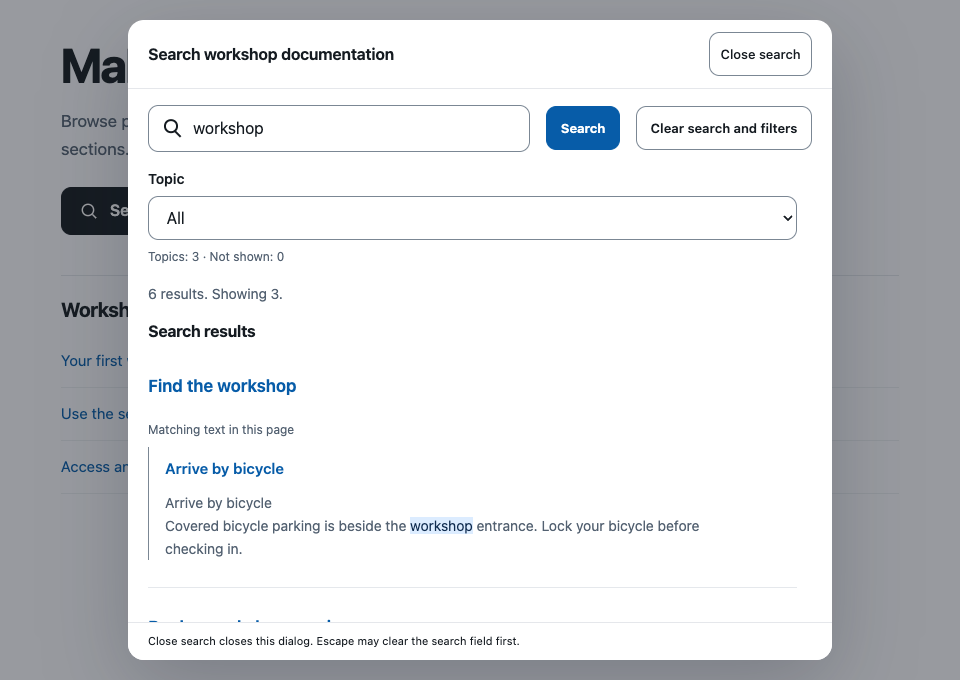 Search workshop documentation
Close search
workshop
Search
Clear search and filters
Topic
All
Topics: 3 · Not shown: 0
6 results. Showing 3.
Search results
Find the workshop
Matching text in this page
Arrive by bicycle
Arrive by bicycle
Covered bicycle parking is beside the workshop entrance. Lock your bicycle before
checking in.
Close search closes this dialog. Escape may clear the search field first.
Browse
sections.
Your first
Use the
Access